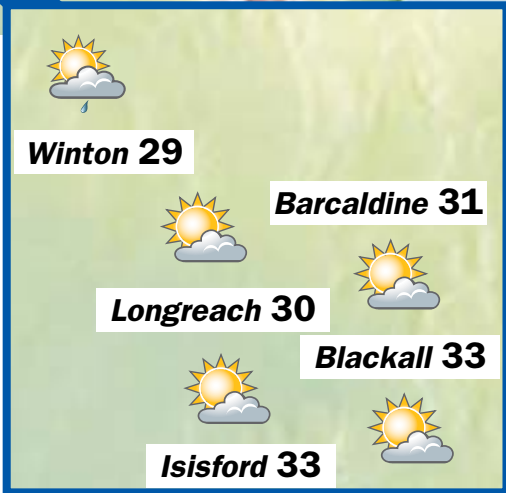 Winton 29
Barcaldine 31
Longreach 30
Blackall 33
Isisford 33